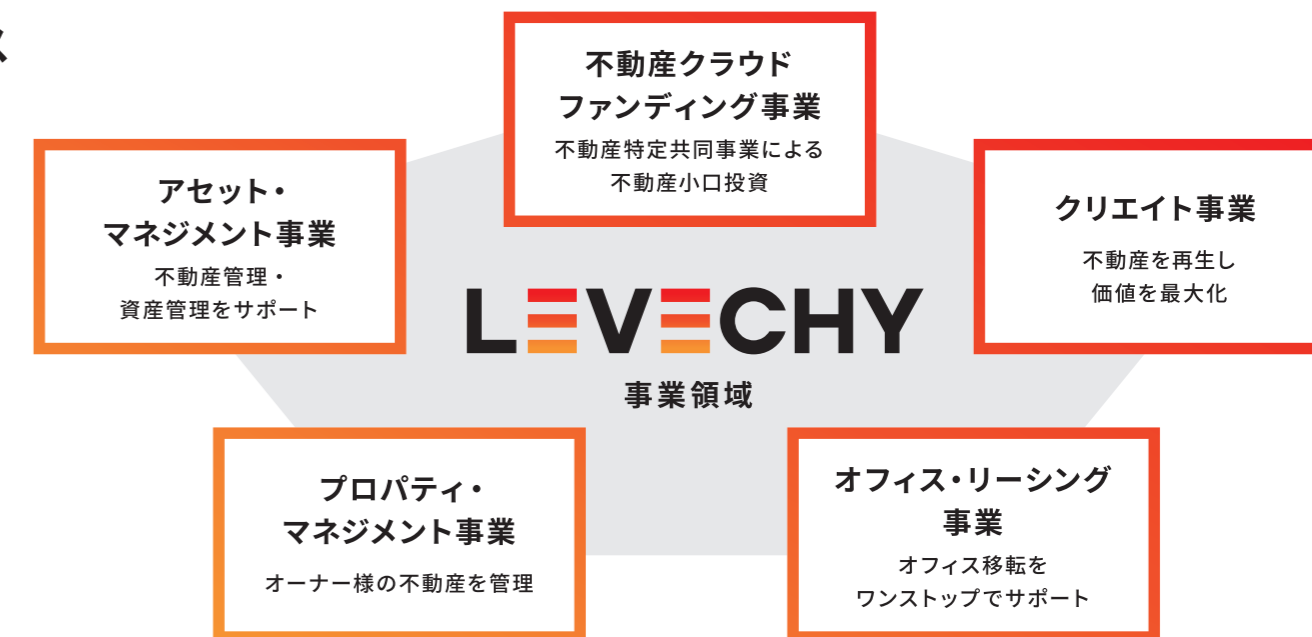 不動産クラウド
ファンディング事業
不動産特定共同事業による
不動産小口投資
アセット・
マネジメント事業
不動産管理・
資産管理をサポート
クリエイト事業
不動産を再生し
価値を最大化
LEVECHY
事業領域
プロパティ・
マネジメント事業
オーナー様の不動産を管理
オフィス・リーシング
事業
オフィス移転を
ワンストップでサポート